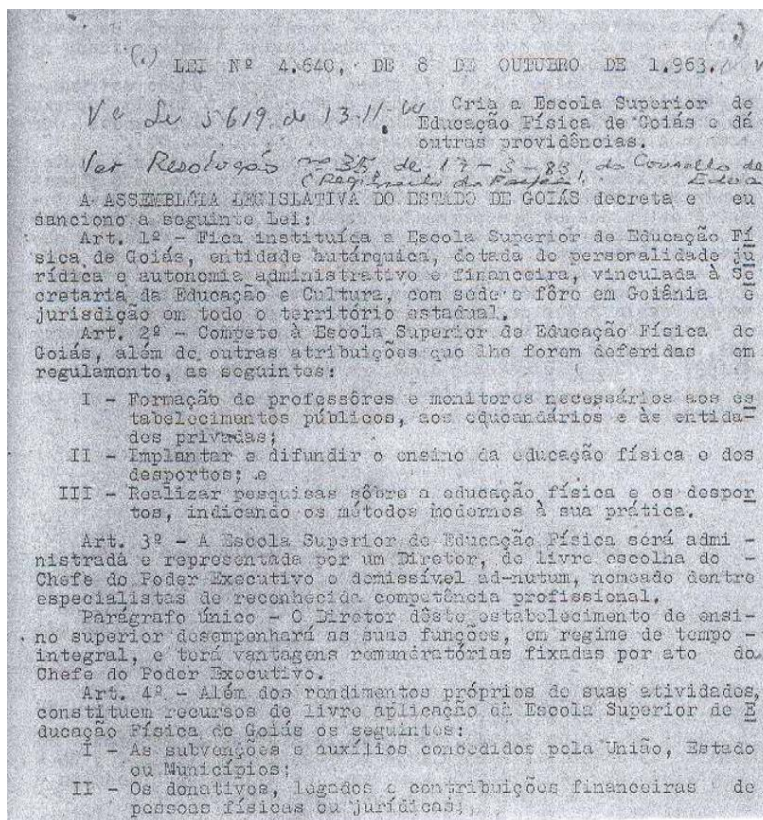 (.) LEI Nº 4.640, DE 8 DE OUTUBRO DE 1.963.
Cria a Escola Superior de
Ve Lei 5619 de 13-11-
Educação Física de Goiás e dá
outras providências.
Ver Resolução nº 35 de 17-3-83 do Conselho de
(Regimento da
A ASSEMBLÉIA LEGISLATIVA DO ESTADO DE GOIÁS decreta e eu
sanciono a seguinte Lei:
Art. 1º - Fica instituída a Escola Superior de Educação Fí
sica de Goiás, entidade autárquica, dotada de personalidade ju
rídica e autonomia administrativa e financeira, vinculada à Se
cretaria da Educação e Cultura, com sede e fôro em Goiânia e
jurisdição em todo o território estadual.
Art. 2º - Compete à Escola Superior de Educação Física de
Goiás, além de outras atribuições que lhe forem deferidas em
regulamento, as seguintes:
I - Formação de professôres e monitores necessários aos es
tabelecimentos públicos, aos educandários e às entida-
des privadas;
II - Implantar e difundir o ensino da educação física e dos
desportos; e
III - Realizar pesquisas sôbre a educação física e os despor
tos, indicando os métodos modernos à sua prática.
Art. 3º - A Escola Superior de Educação Física será admi -
nistrada e representada por um Diretor, de livre escolha do -
Chefe do Poder Executivo e demissível ad-nutum, nomeado dentre
especialistas de reconhecida competência profissional.
Parágrafo único - O Diretor dêste estabelecimento de ensi-
no superior desempenhará as suas funções, em regime de tempo -
integral, e terá vantagens remuneratórias fixadas por ato do
Chefe do Poder Executivo.
Art. 4º - Além dos rendimentos próprios de suas atividades,
constituem recursos de livre aplicação da Escola Superior de E
ducação Física de Goiás os seguintes:
I - As subvenções e auxílios concedidos pela União, Estado
ou Municípios;
II - Os donativos, legados e contribuições financeiras de
pessoas físicas ou jurídicas;